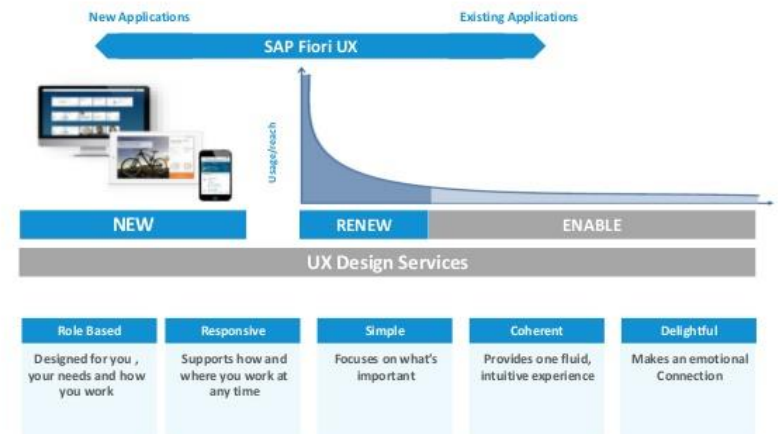 New Applications
Existing Applications
SAP Fiori UX
Usage/reach
NEW
RENEW
ENABLE
UX Design Services
Role Based
Designed for you ,
your needs and how
you work
Responsive
Supports how and
where you work at
any time
Simple
Focuses on what's
important
Coherent
Provides one fluid,
intuitive experience
Delightful
Makes an emotional
Connection